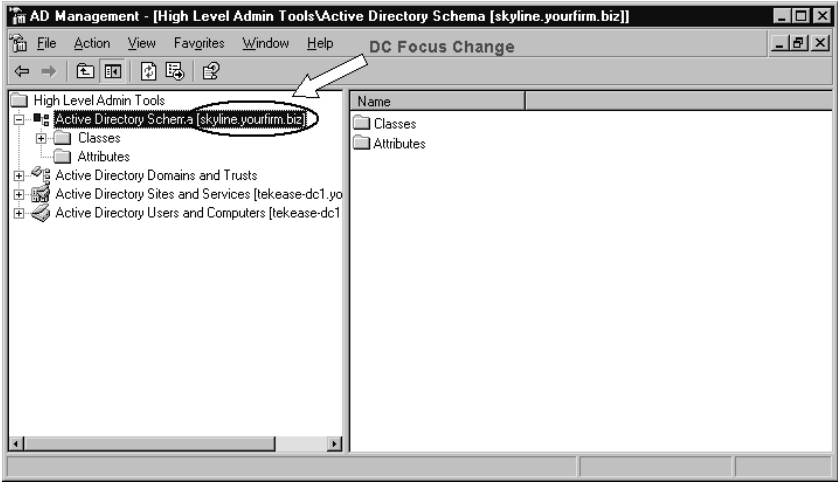 AD Management - [High Level Admin Tools\Active Directory Schema [skyline.yourfirm.biz]]
File Action View Favorites Window Help
DC Focus Change
High Level Admin Tools
Active Directory Schema [skyline.yourfirm.biz]
Classes
Attributes
Active Directory Domains and Trusts
Active Directory Sites and Services [tekease-dc1.yo
Active Directory Users and Computers [tekease-dc1
Name
Classes
Attributes